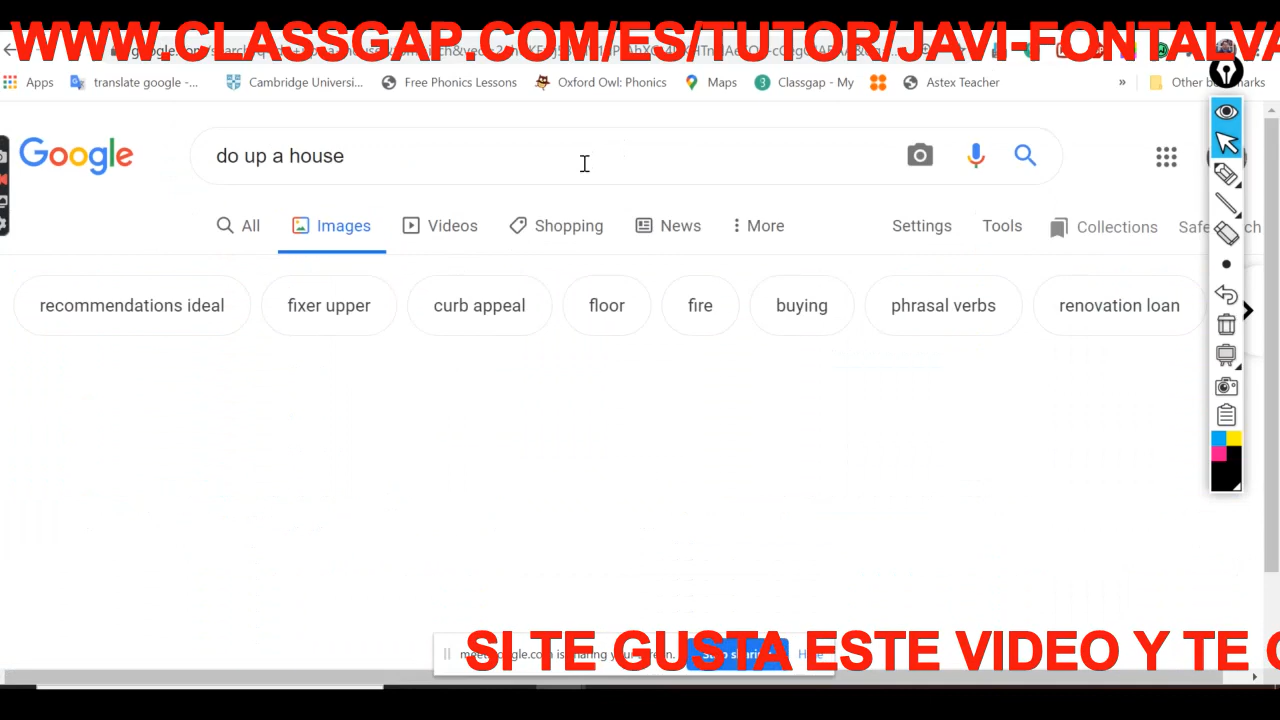 WWW.CLASSGAP.COM/ES/TUTOR/JAVI-FONTALVA
Apps translate google -... Cambridge Universi... Free Phonics Lessons Oxford Owl: Phonics Maps Classgap - My Astex Teacher » Other bookmarks
Google do up a house
All Images Videos Shopping News More Settings Tools Collections
recommendations ideal fixer upper curb appeal floor fire buying phrasal verbs renovation loan
SI TE GUSTA ESTE VIDEO Y TE